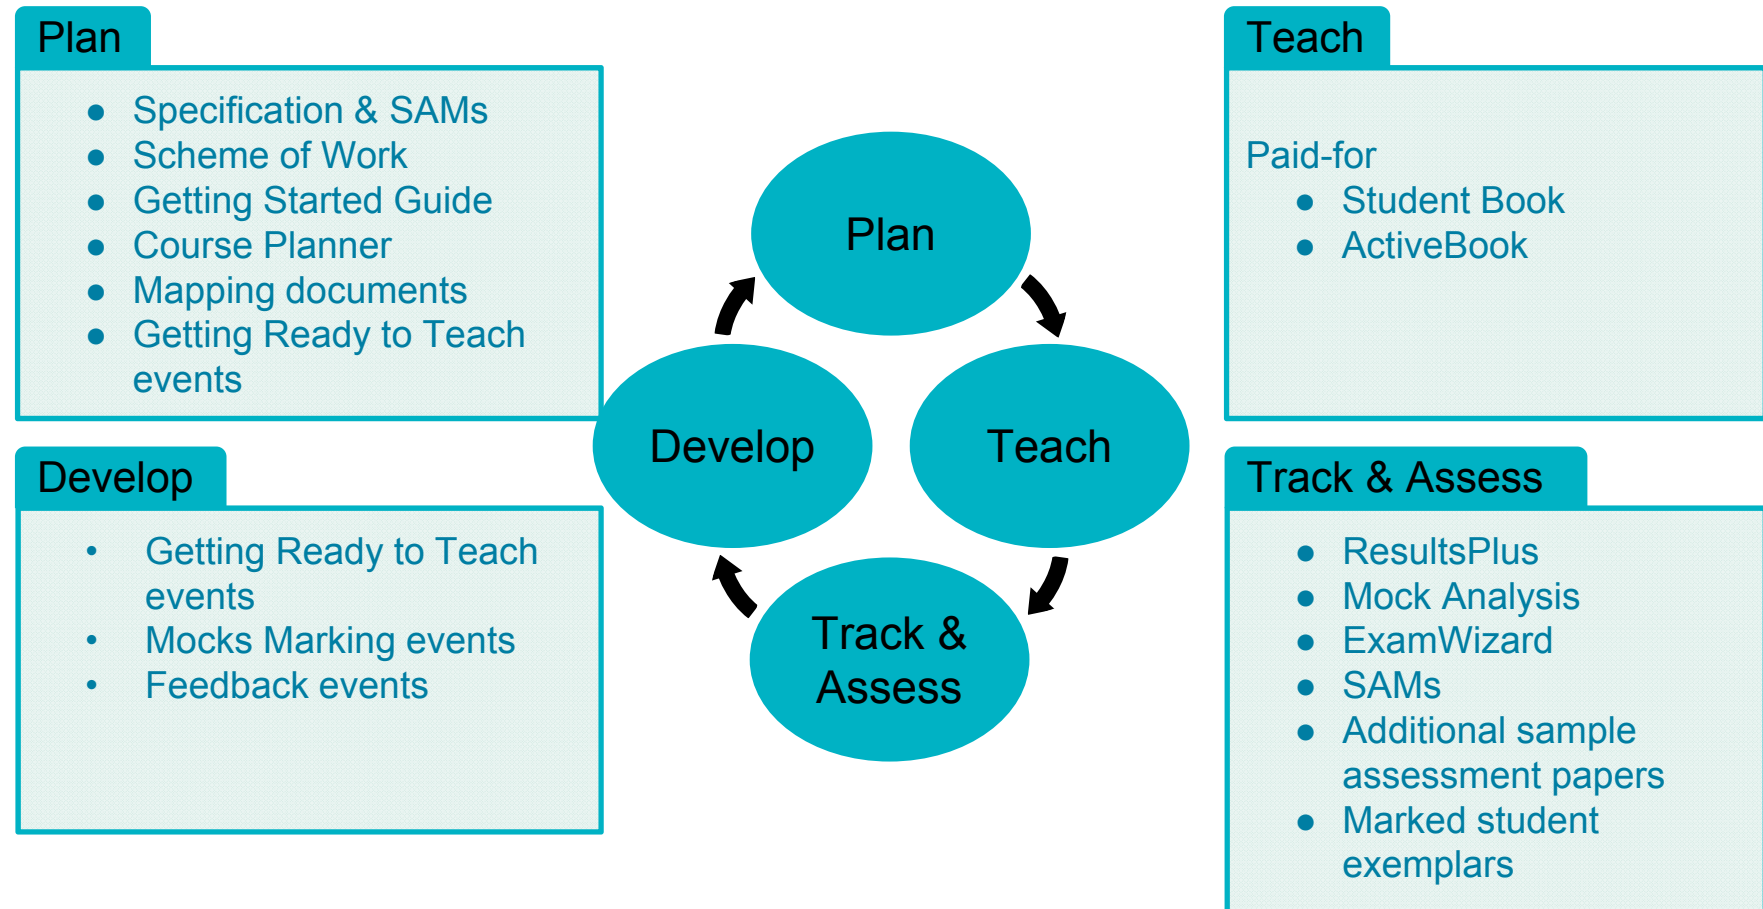 Plan
● Specification & SAMs
● Scheme of Work
● Getting Started Guide
● Course Planner
● Mapping documents
● Getting Ready to Teach
events
Develop
• Getting Ready to Teach
events
• Mocks Marking events
• Feedback events
Plan
Develop
Teach
Track &
Assess
Teach
Paid-for
● Student Book
● ActiveBook
Track & Assess
● ResultsPlus
● Mock Analysis
● ExamWizard
● SAMs
● Additional sample
assessment papers
● Marked student
exemplars